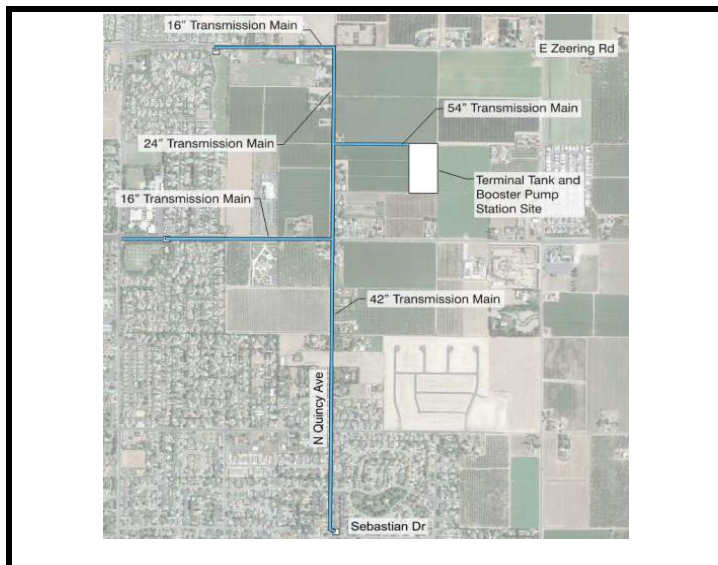 16” Transmission Main
E Zeering Rd
54” Transmission Main
24” Transmission Main
Terminal Tank and
Booster Pump
Station Site
16” Transmission Main
42” Transmission Main
N Quincy Ave
Sebastian Dr